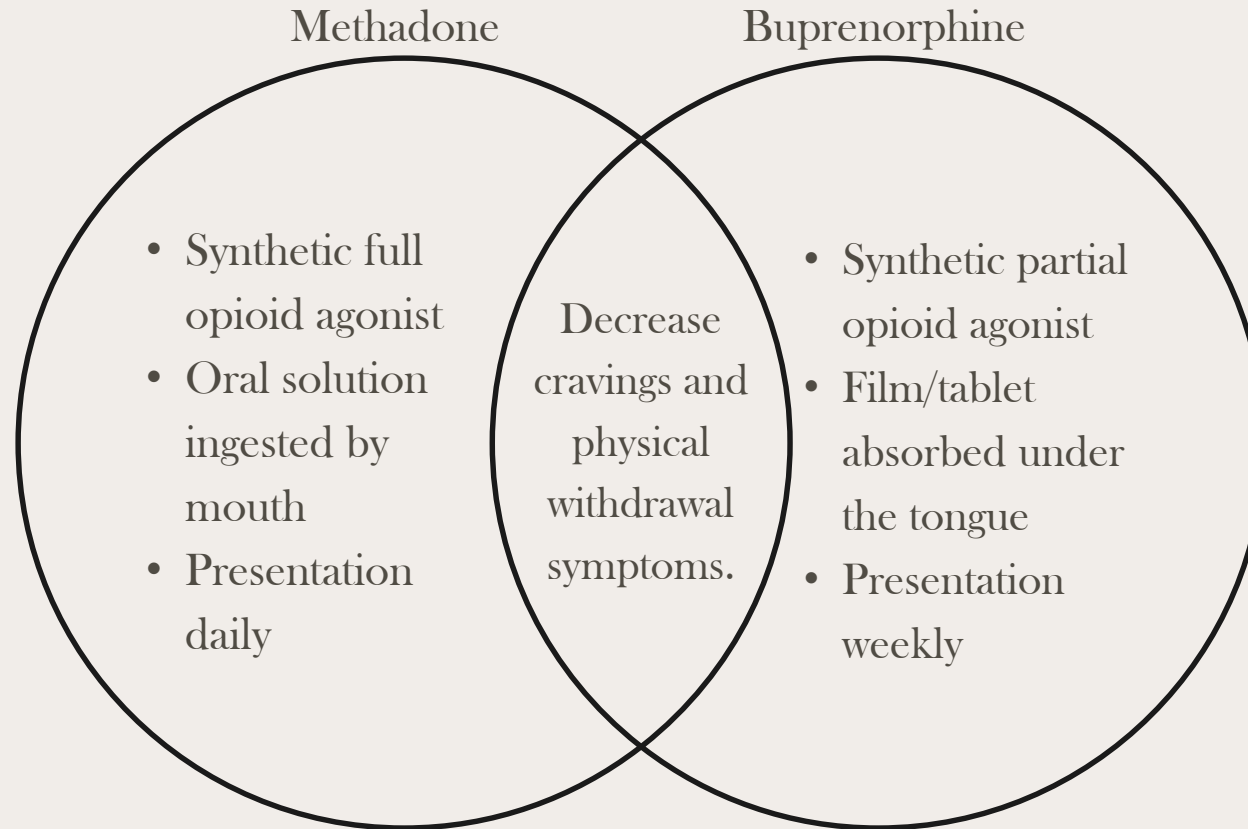 Methadone
Buprenorphine
• Synthetic full
opioid agonist
• Oral solution
ingested by
mouth
• Presentation
daily
Decrease
cravings and
physical
withdrawal
symptoms.
• Synthetic partial
opioid agonist
• Film/tablet
absorbed under
the tongue
• Presentation
weekly